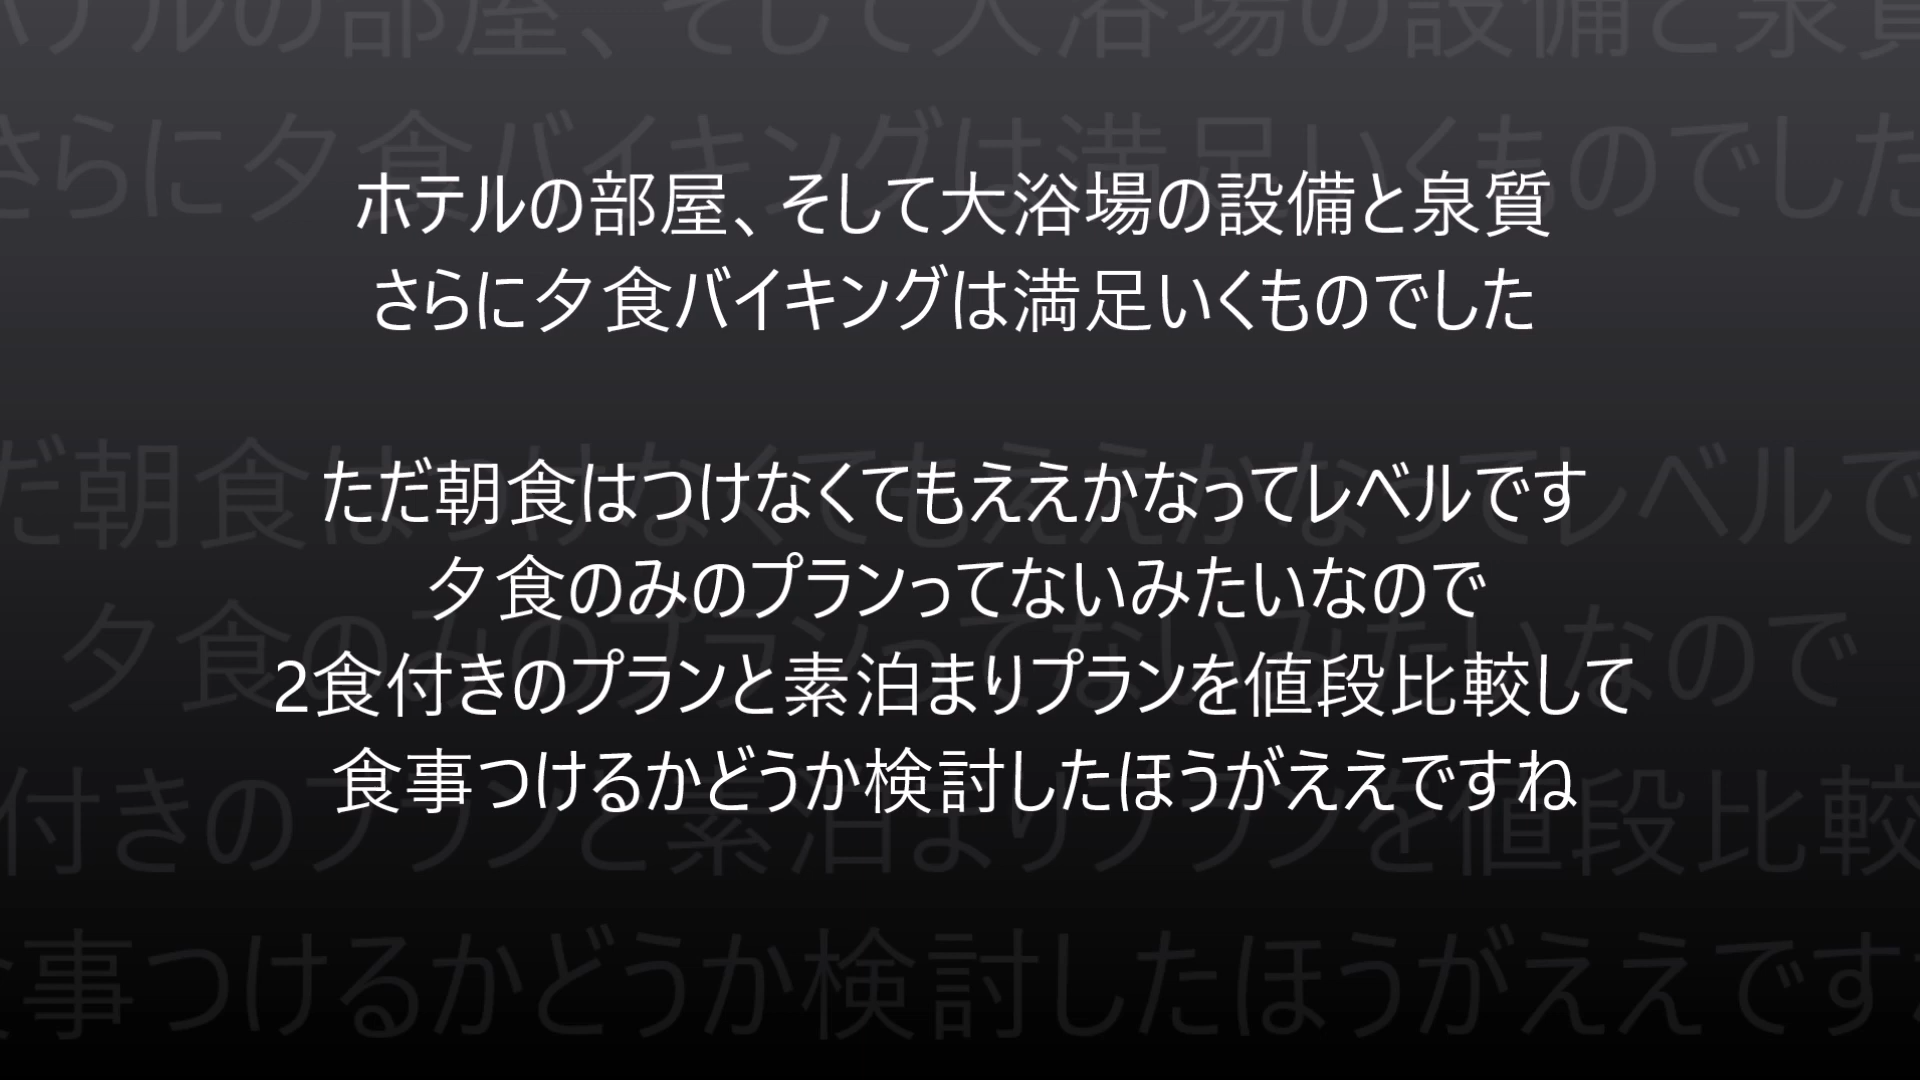 ホテルの部屋、そして大浴場の設備と泉質
さらに夕食バイキングは満足いくものでした
ただ朝食はつけなくてもええかなってレベルです
夕食のみのプランってないみたいなので
2食付きのプランと素泊まりプランを値段比較して
食事つけるかどうか検討したほうがええですね